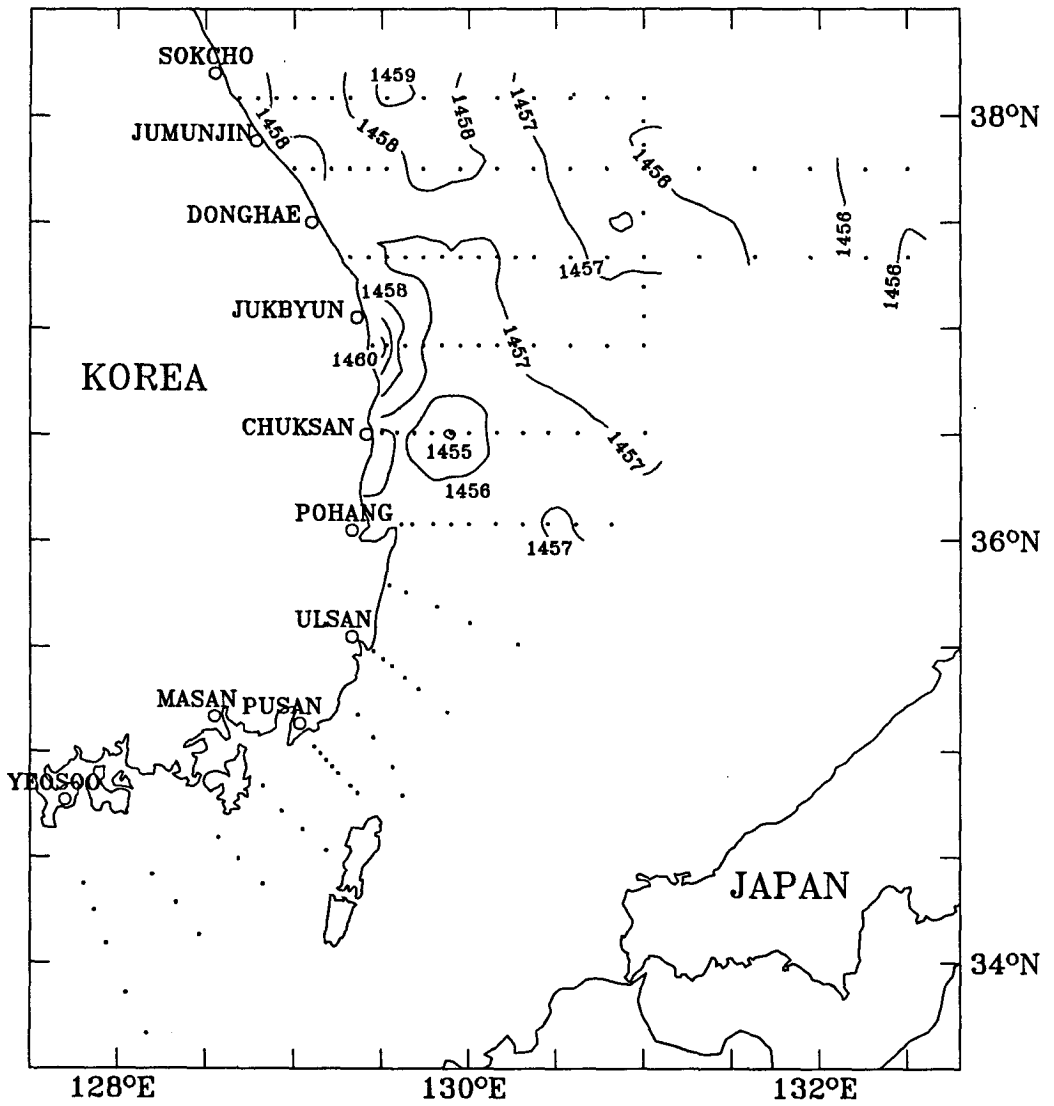 SOKCHO
1459
1458
1457
1458
1458
38°N
JUMUNJIN
1456
DONGHAE
1456
1457
1456
1458
JUKBYUN
1460
1457
KOREA
CHUKSAN
1455
1457
1456
POHANG
1457
36°N
ULSAN
MASAN
PUSAN
YEOSOO
JAPAN
34°N
128°E
130°E
132°E